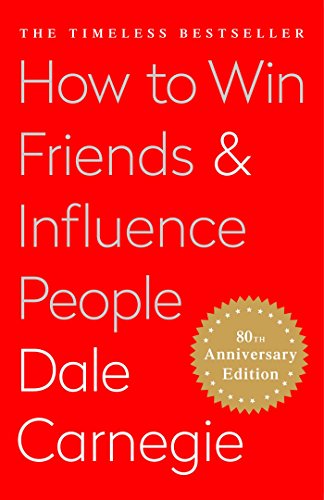 THE TIMELESS BESTSELLER
How to Win
Friends &
Influence
People
80TH
Anniversary
Edition
Dale
Carnegie